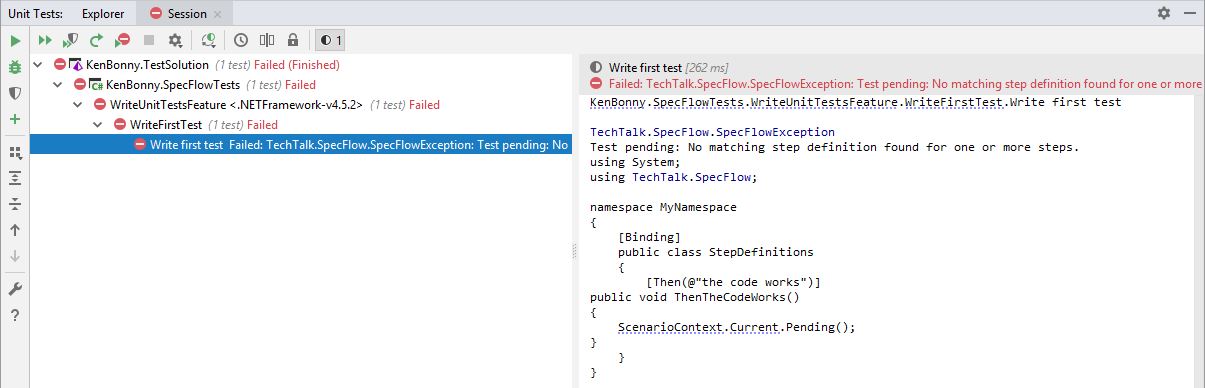 Unit Tests: Explorer Session
1
KenBonny.TestSolution (1 test) Failed (Finished)
KenBonny.SpecFlowTests (1 test) Failed
WriteUnitTestsFeature <.NETFramework-v4.5.2> (1 test) Failed
WriteFirstTest (1 test) Failed
Write first test Failed: TechTalk.SpecFlow.SpecFlowException: Test pending: No
Write first test [262 ms]
Failed: TechTalk.SpecFlow.SpecFlowException: Test pending: No matching step definition found for one or more
KenBonny.SpecFlowTests.WriteUnitTestsFeature.WriteFirstTest.Write first test
TechTalk.SpecFlow.SpecFlowException
Test pending: No matching step definition found for one or more steps.
using System;
using TechTalk.SpecFlow;
namespace MyNamespace
{
[Binding]
public class StepDefinitions
{
[Then(@"the code works")]
public void ThenTheCodeWorks()
{
ScenarioContext.Current.Pending();
}
}
}